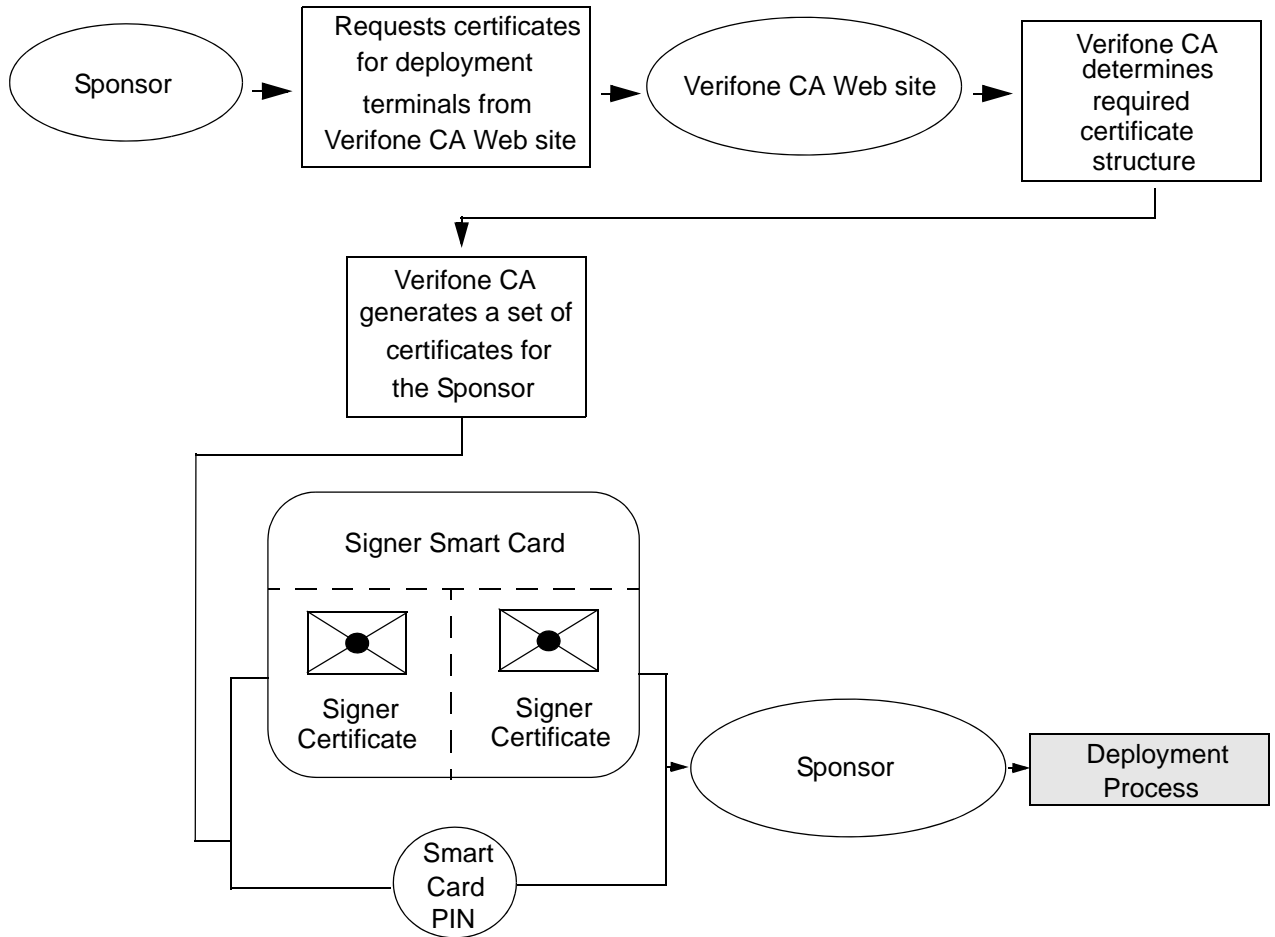 Sponsor
Requests certificates
for deployment
terminals from
Verifone CA Web site
Verifone CA Web site
Verifone CA
determines
required
certificate
structure
Verifone CA
generates a set of
certificates for
the Sponsor
Signer Smart Card
Signer
Certificate
Signer
Certificate
Smart
Card
PIN
Sponsor
Deployment
Process